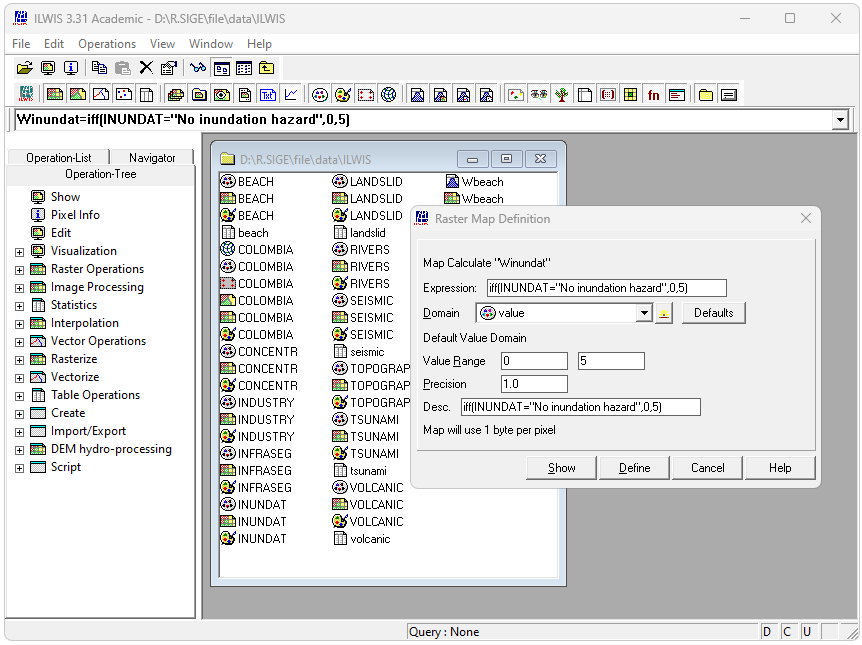 ILWIS 3.31 Academic - D:\R.SIGE\file\data\ILWIS
File Edit Operations View Window Help
Txt
fn
Winundat=iff(INUNDAT="No inundation hazard",0,5)
Operation-List Navigator
Operation-Tree
Show
Pixel Info
Edit
Visualization
Raster Operations
Image Processing
Statistics
Interpolation
Vector Operations
Rasterize
Vectorize
Table Operations
Create
Import/Export
DEM hydro-processing
Script
D:\R.SIGE\file\data\ILWIS
BEACH
BEACH
BEACH
beach
COLOMBIA
COLOMBIA
COLOMBIA
COLOMBIA
COLOMBIA
COLOMBIA
CONCENTR
CONCENTR
CONCENTR
INDUSTRY
INDUSTRY
INDUSTRY
INFRASEG
INFRASEG
INFRASEG
INUNDAT
INUNDAT
INUNDAT
LANDSLID
LANDSLID
LANDSLID
landslid
RIVERS
RIVERS
RIVERS
SEISMIC
SEISMIC
SEISMIC
seismic
TOPOGRAP
TOPOGRAP
TOPOGRAP
TSUNAMI
TSUNAMI
TSUNAMI
tsunami
VOLCANIC
VOLCANIC
VOLCANIC
volcanic
Wbeach
Wbeach
Raster Map Definition
Map Calculate "Winundat"
Expression: iff(INUNDAT="No inundation hazard",0,5)
Domain value Defaults
Default Value Domain
Value Range 0 5
Precision 1.0
Desc. iff(INUNDAT="No inundation hazard",0,5)
Map will use 1 byte per pixel
Show Define Cancel Help
Query : None D C U